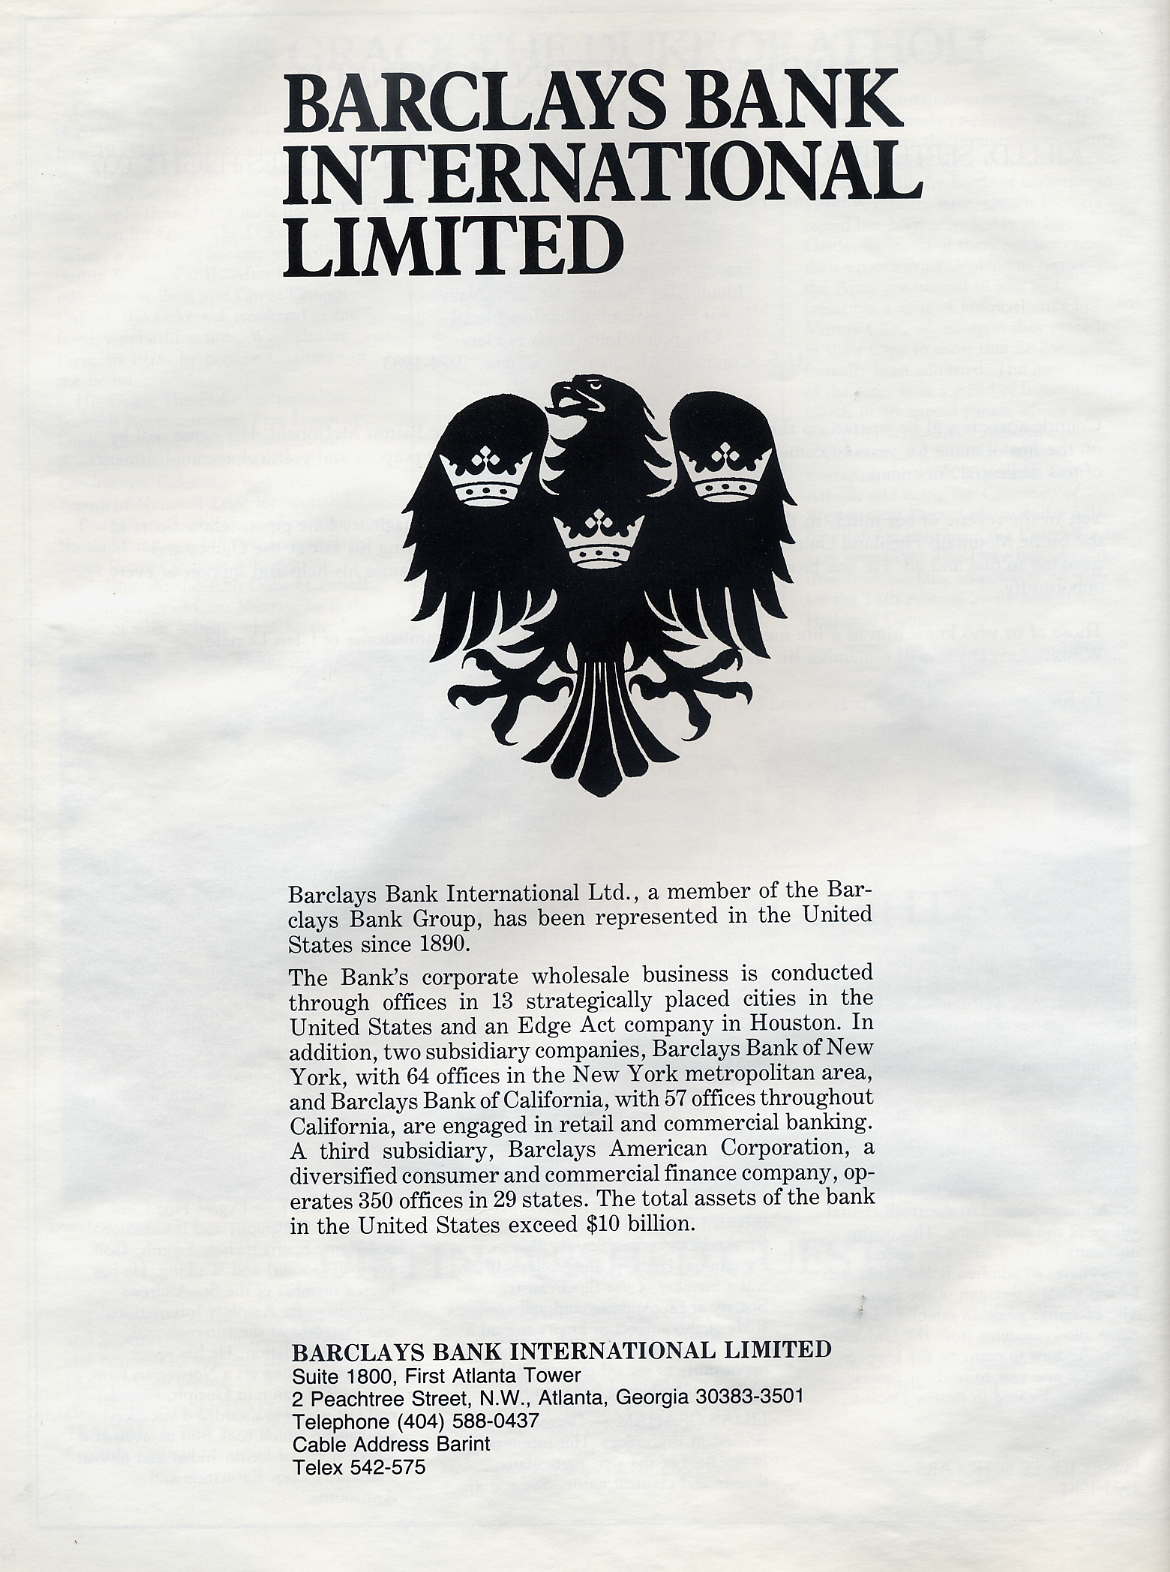 BARCLAYS BANK
INTERNATIONAL
LIMITED
Barclays Bank International Ltd., a member of the Bar-
clays Bank Group, has been represented in the United
States since 1890.
The Bank's corporate wholesale business is conducted
through offices in 13 strategically placed cities in the
United States and an Edge Act company in Houston. In
addition, two subsidiary companies, Barclays Bank of New
York, with 64 offices in the New York metropolitan area,
and Barclays Bank of California, with 57 offices throughout
California, are engaged in retail and commercial banking.
A third subsidiary, Barclays American Corporation, a
diversified consumer and commercial finance company, op-
erates 350 offices in 29 states. The total assets of the bank
in the United States exceed $10 billion.
BARCLAYS BANK INTERNATIONAL LIMITED
Suite 1800, First Atlanta Tower
2 Peachtree Street, N.W., Atlanta, Georgia 30383-3501
Telephone (404) 588-0437
Cable Address Barint
Telex 542-575